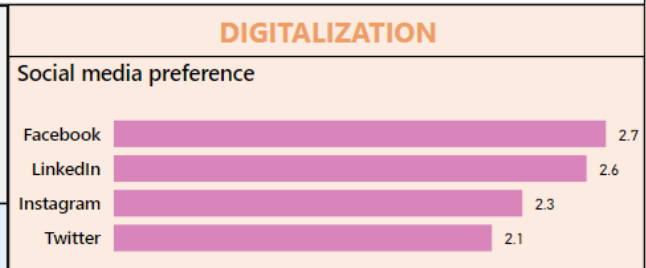 DIGITALIZATION
Social media preference
Facebook 2.7
LinkedIn 2.6
Instagram 2.3
Twitter 2.1